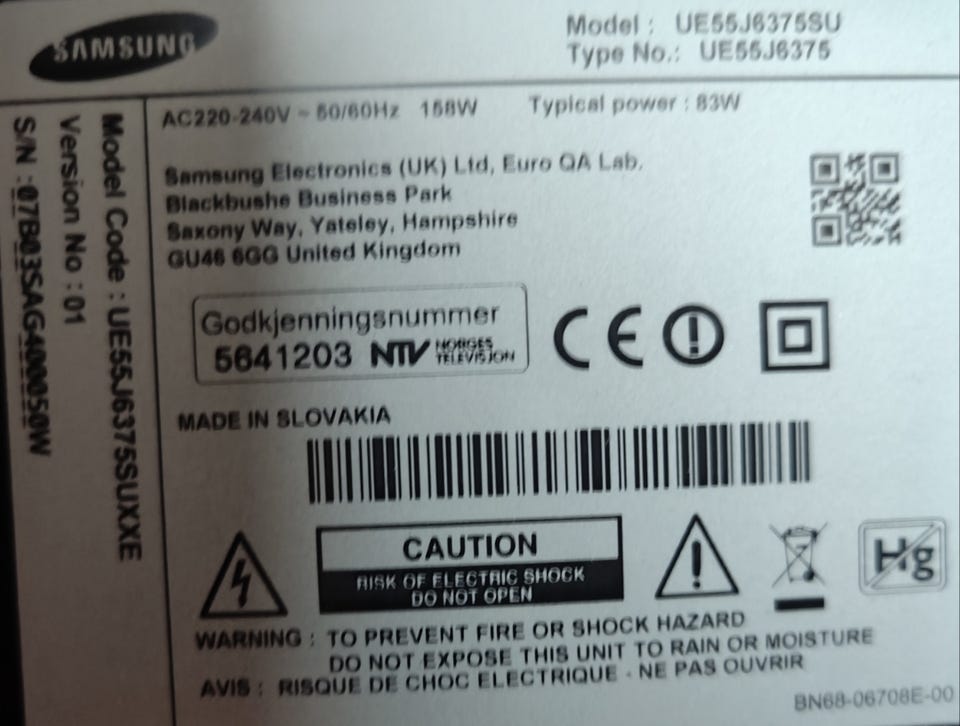 SAMSUNG
Model : UE55J6375SU
Type No.: UE55J6375
AC220-240V ~ 50/60Hz 158W Typical power : 83W
Samsung Electronics (UK) Ltd, Euro QA Lab.
Blackbushe Business Park
Saxony Way, Yateley, Hampshire
GU46 6GG United Kingdom
Godkjenningsnummer
5641203 NTV NORGES
TELEVISJON
CE
MADE IN SLOVAKIA
CAUTION
RISK OF ELECTRIC SHOCK
DO NOT OPEN
Hg
WARNING : TO PREVENT FIRE OR SHOCK HAZARD
DO NOT EXPOSE THIS UNIT TO RAIN OR MOISTURE
AVIS : RISQUE DE CHOC ELECTRIQUE - NE PAS OUVRIR
BN68-06708E-00
Model Code : UE55J6375SUXXE
Version No : 01
S/N : 07B03SAG400050W